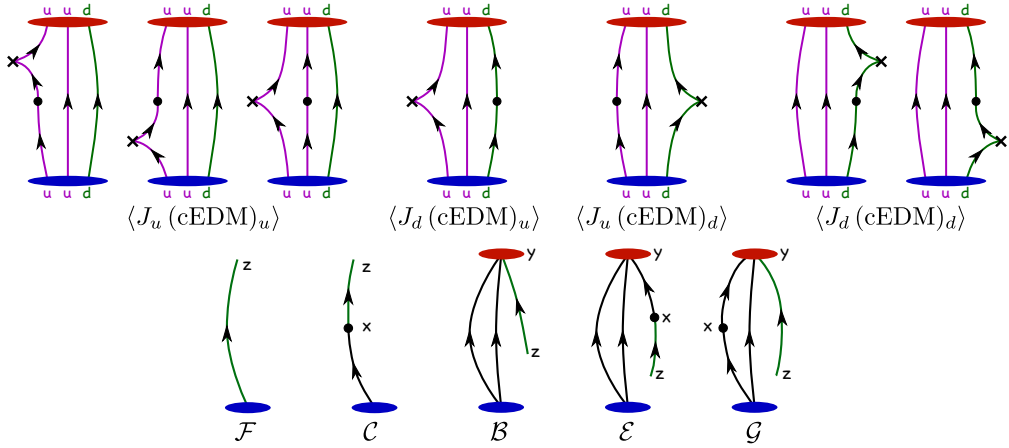 u u d u u d u u d u u d u u d u u d u u d
u u d u u d u u d u u d u u d u u d u u d
⟨J_u (cEDM)_u⟩ ⟨J_d (cEDM)_u⟩ ⟨J_u (cEDM)_d⟩ ⟨J_d (cEDM)_d⟩
z z y y y
x x x
z z z
ℱ 𝒞 ℬ ℰ 𝒢